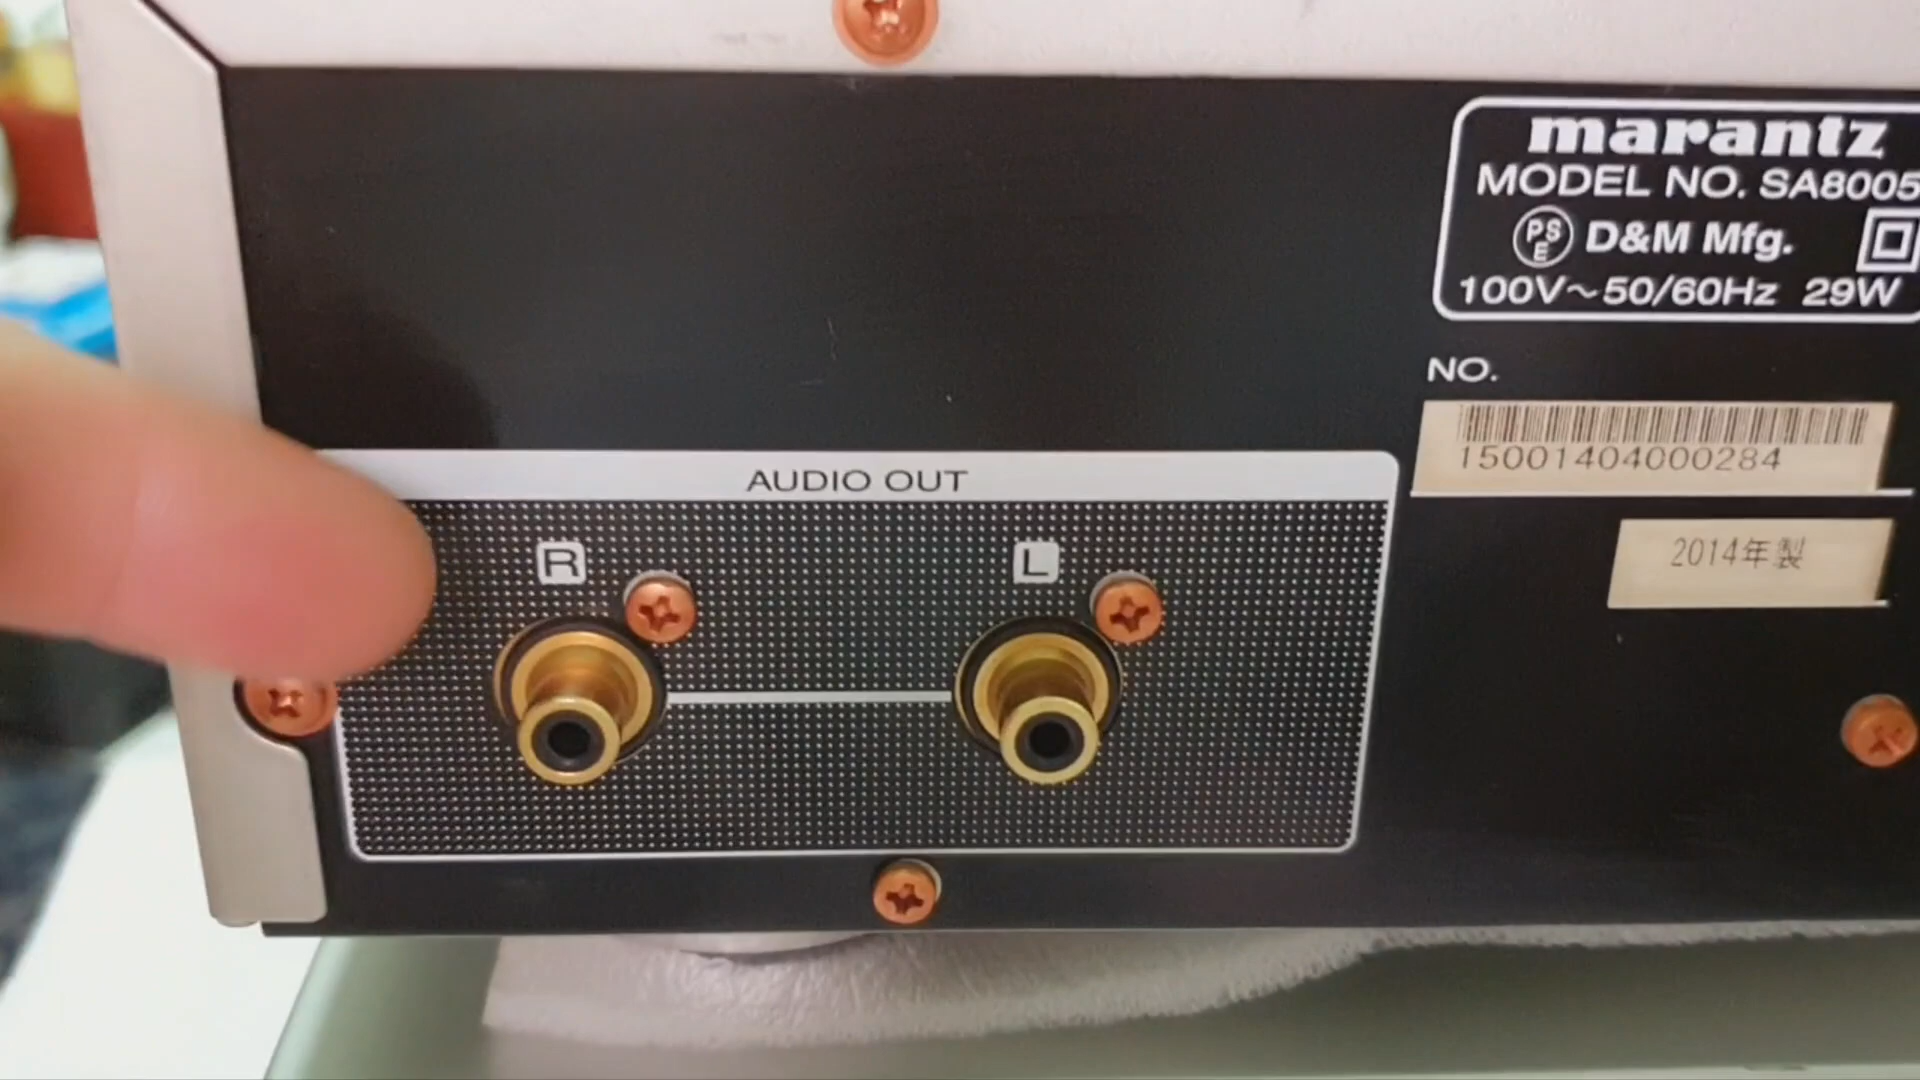 marantz
MODEL NO. SA8005
PSE D&M Mfg.
100V~50/60Hz 29W
NO.
15001404000284
2014年製
AUDIO OUT
R
L